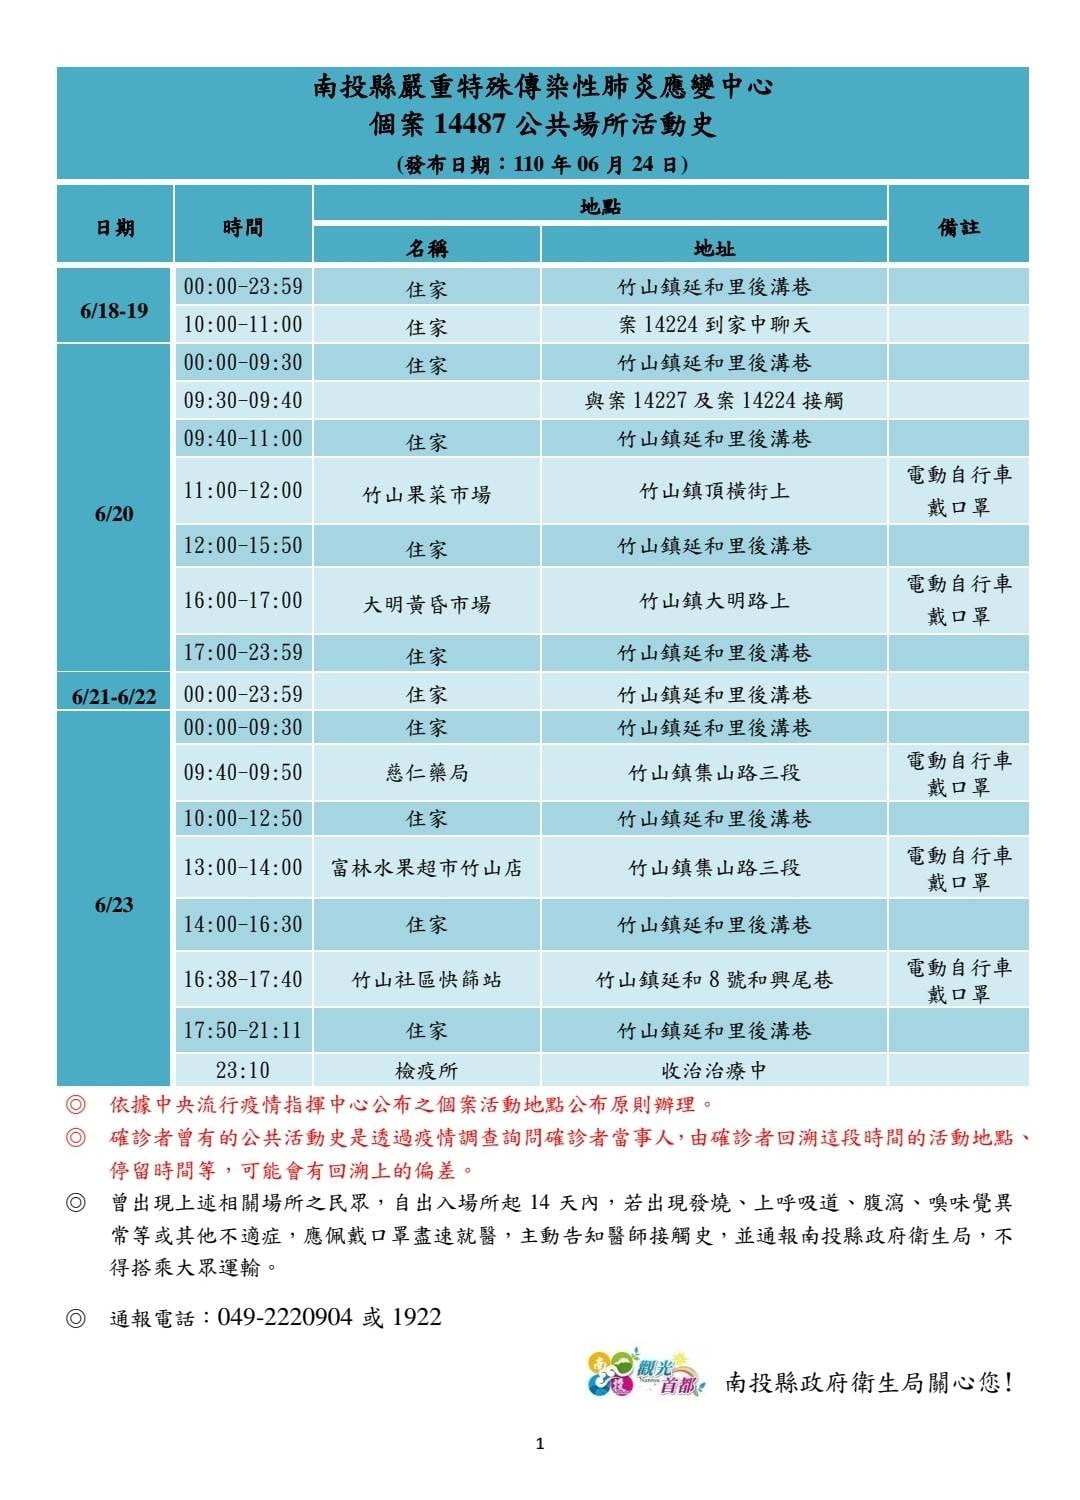 南投縣嚴重特殊傳染性肺炎應變中心
個案 14487 公共場所活動史
(發布日期：110 年 06 月 24 日)
日期 時間 地點 備註
名稱 地址
6/18-19 00:00-23:59 住家 竹山鎮延和里後溝巷
10:00-11:00 住家 案 14224 到家中聊天
6/20 00:00-09:30 住家 竹山鎮延和里後溝巷
09:30-09:40 與案 14227 及案 14224 接觸
09:40-11:00 住家 竹山鎮延和里後溝巷
11:00-12:00 竹山果菜市場 竹山鎮頂橫街上 電動自行車
戴口罩
12:00-15:50 住家 竹山鎮延和里後溝巷
16:00-17:00 大明黃昏市場 竹山鎮大明路上 電動自行車
戴口罩
17:00-23:59 住家 竹山鎮延和里後溝巷
6/21-6/22 00:00-23:59 住家 竹山鎮延和里後溝巷
6/23 00:00-09:30 住家 竹山鎮延和里後溝巷
09:40-09:50 慈仁藥局 竹山鎮集山路三段 電動自行車
戴口罩
10:00-12:50 住家 竹山鎮延和里後溝巷
13:00-14:00 富林水果超市竹山店 竹山鎮集山路三段 電動自行車
戴口罩
14:00-16:30 住家 竹山鎮延和里後溝巷
16:38-17:40 竹山社區快篩站 竹山鎮延和 8 號和興尾巷 電動自行車
戴口罩
17:50-21:11 住家 竹山鎮延和里後溝巷
23:10 檢疫所 收治治療中
◎ 依據中央流行疫情指揮中心公布之個案活動地點公布原則辦理。
◎ 確診者曾有的公共活動史是透過疫情調查詢問確診者當事人，由確診者回溯這段時間的活動地點、
停留時間等，可能會有回溯上的偏差。
◎ 曾出現上述相關場所之民眾，自出入場所起 14 天內，若出現發燒、上呼吸道、腹瀉、嗅味覺異
常等或其他不適症，應佩戴口罩盡速就醫，主動告知醫師接觸史，並通報南投縣政府衛生局，不
得搭乘大眾運輸。
◎ 通報電話：049-2220904 或 1922
南投 觀光
Nantou 首都
南投縣政府衛生局關心您!
1